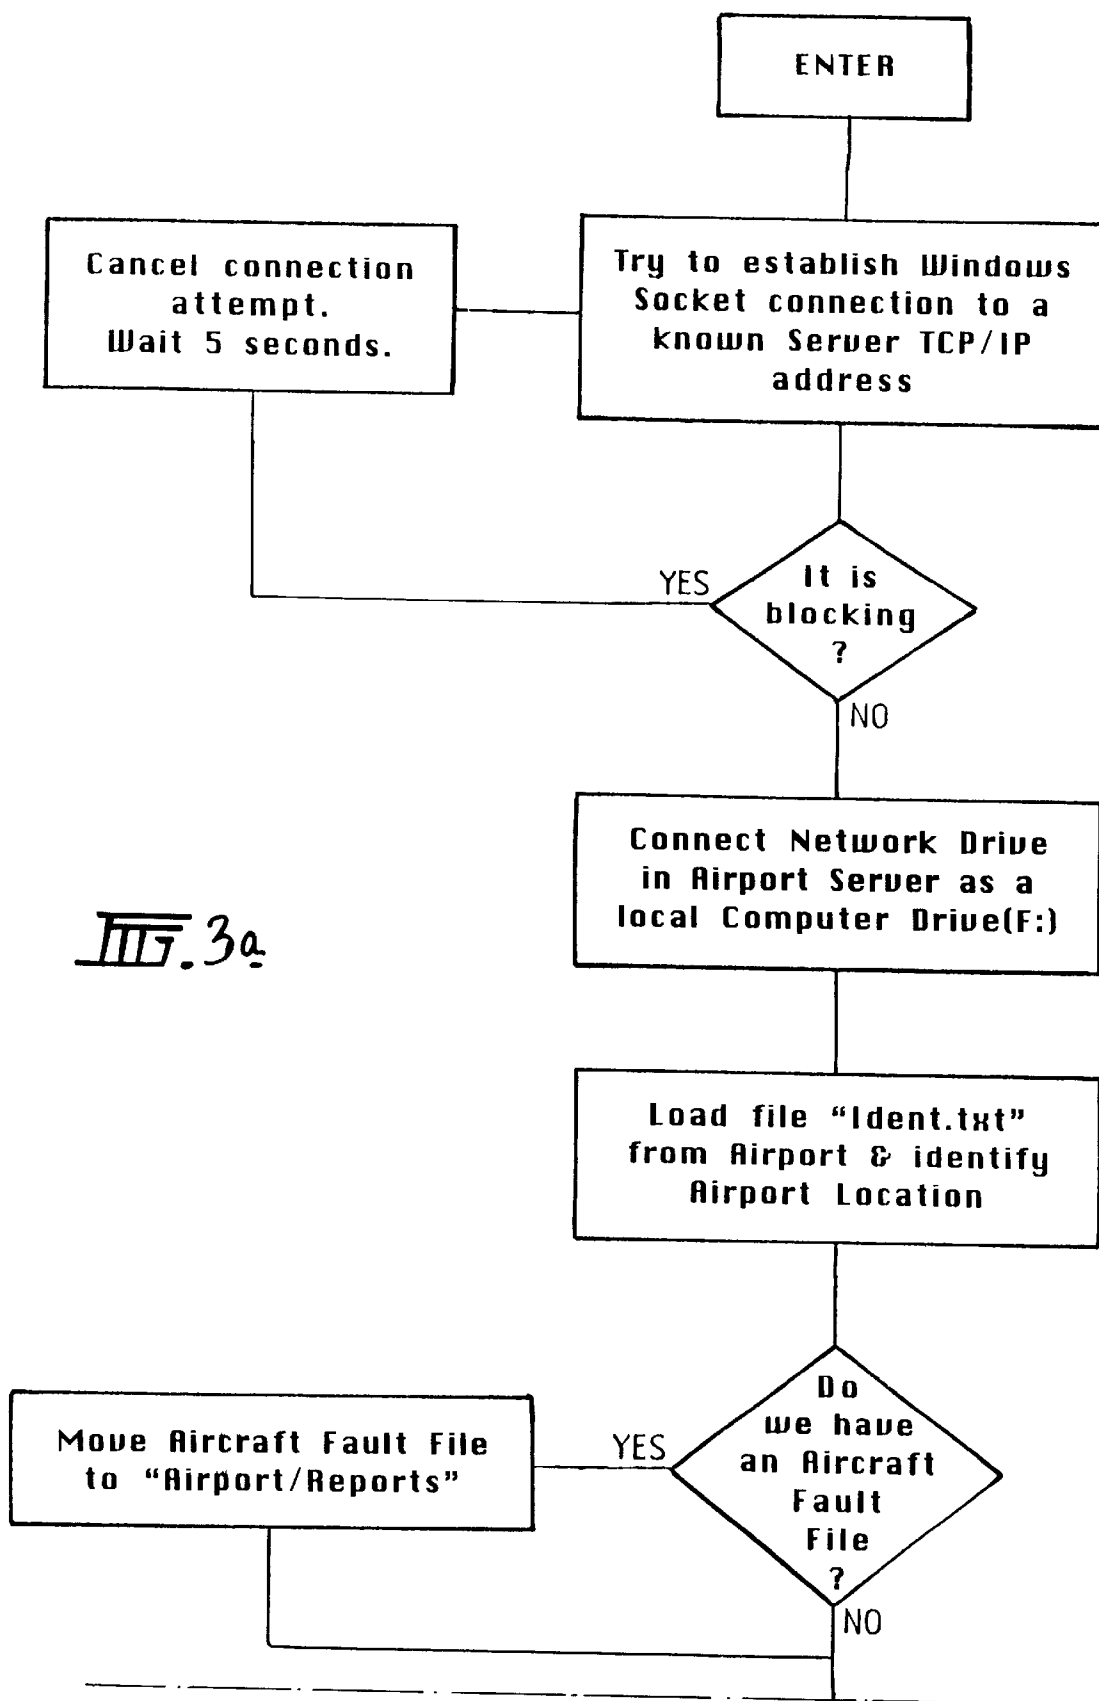 ENTER
Cancel connection
attempt.
Wait 5 seconds.
Try to establish Windows
Socket connection to a
known Server TCP/IP
address
YES
It is
blocking
?
NO
Connect Network Drive
in Airport Server as a
local Computer Drive(F:)
FIG. 3a
Load file “Ident.txt”
from Airport & identify
Airport Location
Move Aircraft Fault File
to “Airport/Reports”
YES
Do
we have
an Aircraft
Fault
File
?
NO